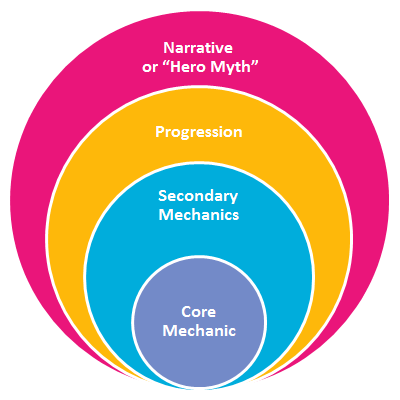 Narrative
or “Hero Myth”
Progression
Secondary
Mechanics
Core
Mechanic